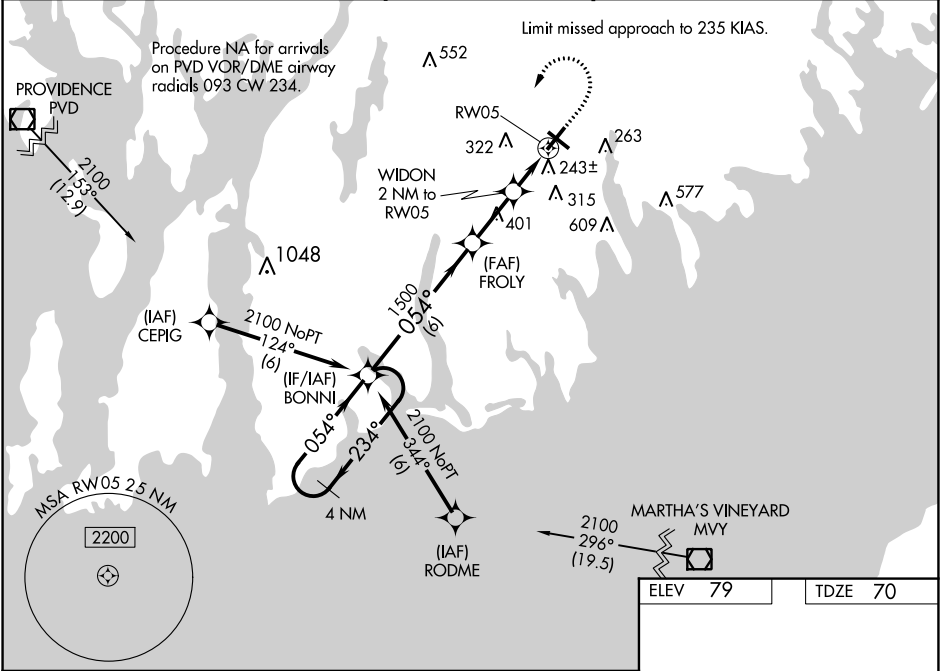 Procedure NA for arrivals
on PVD VOR/DME airway
radials 093 CW 234.
Limit missed approach to 235 KIAS.
552
PROVIDENCE
PVD
2100
153°
(12.9)
RW05
322
263
243±
WIDON
2 NM to
RW05
315
577
401
609
(FAF)
FROLY
1048
1500
054°
(6)
(IAF)
CEPIG
2100 NoPT
124°
(6)
(IF/IAF)
BONNI
054°
234°
2100 NoPT
344°
(6)
4 NM
MSA RW05 25 NM
2200
(IAF)
RODME
MARTHA'S VINEYARD
MVY
2100
296°
(19.5)
ELEV 79
TDZE 70